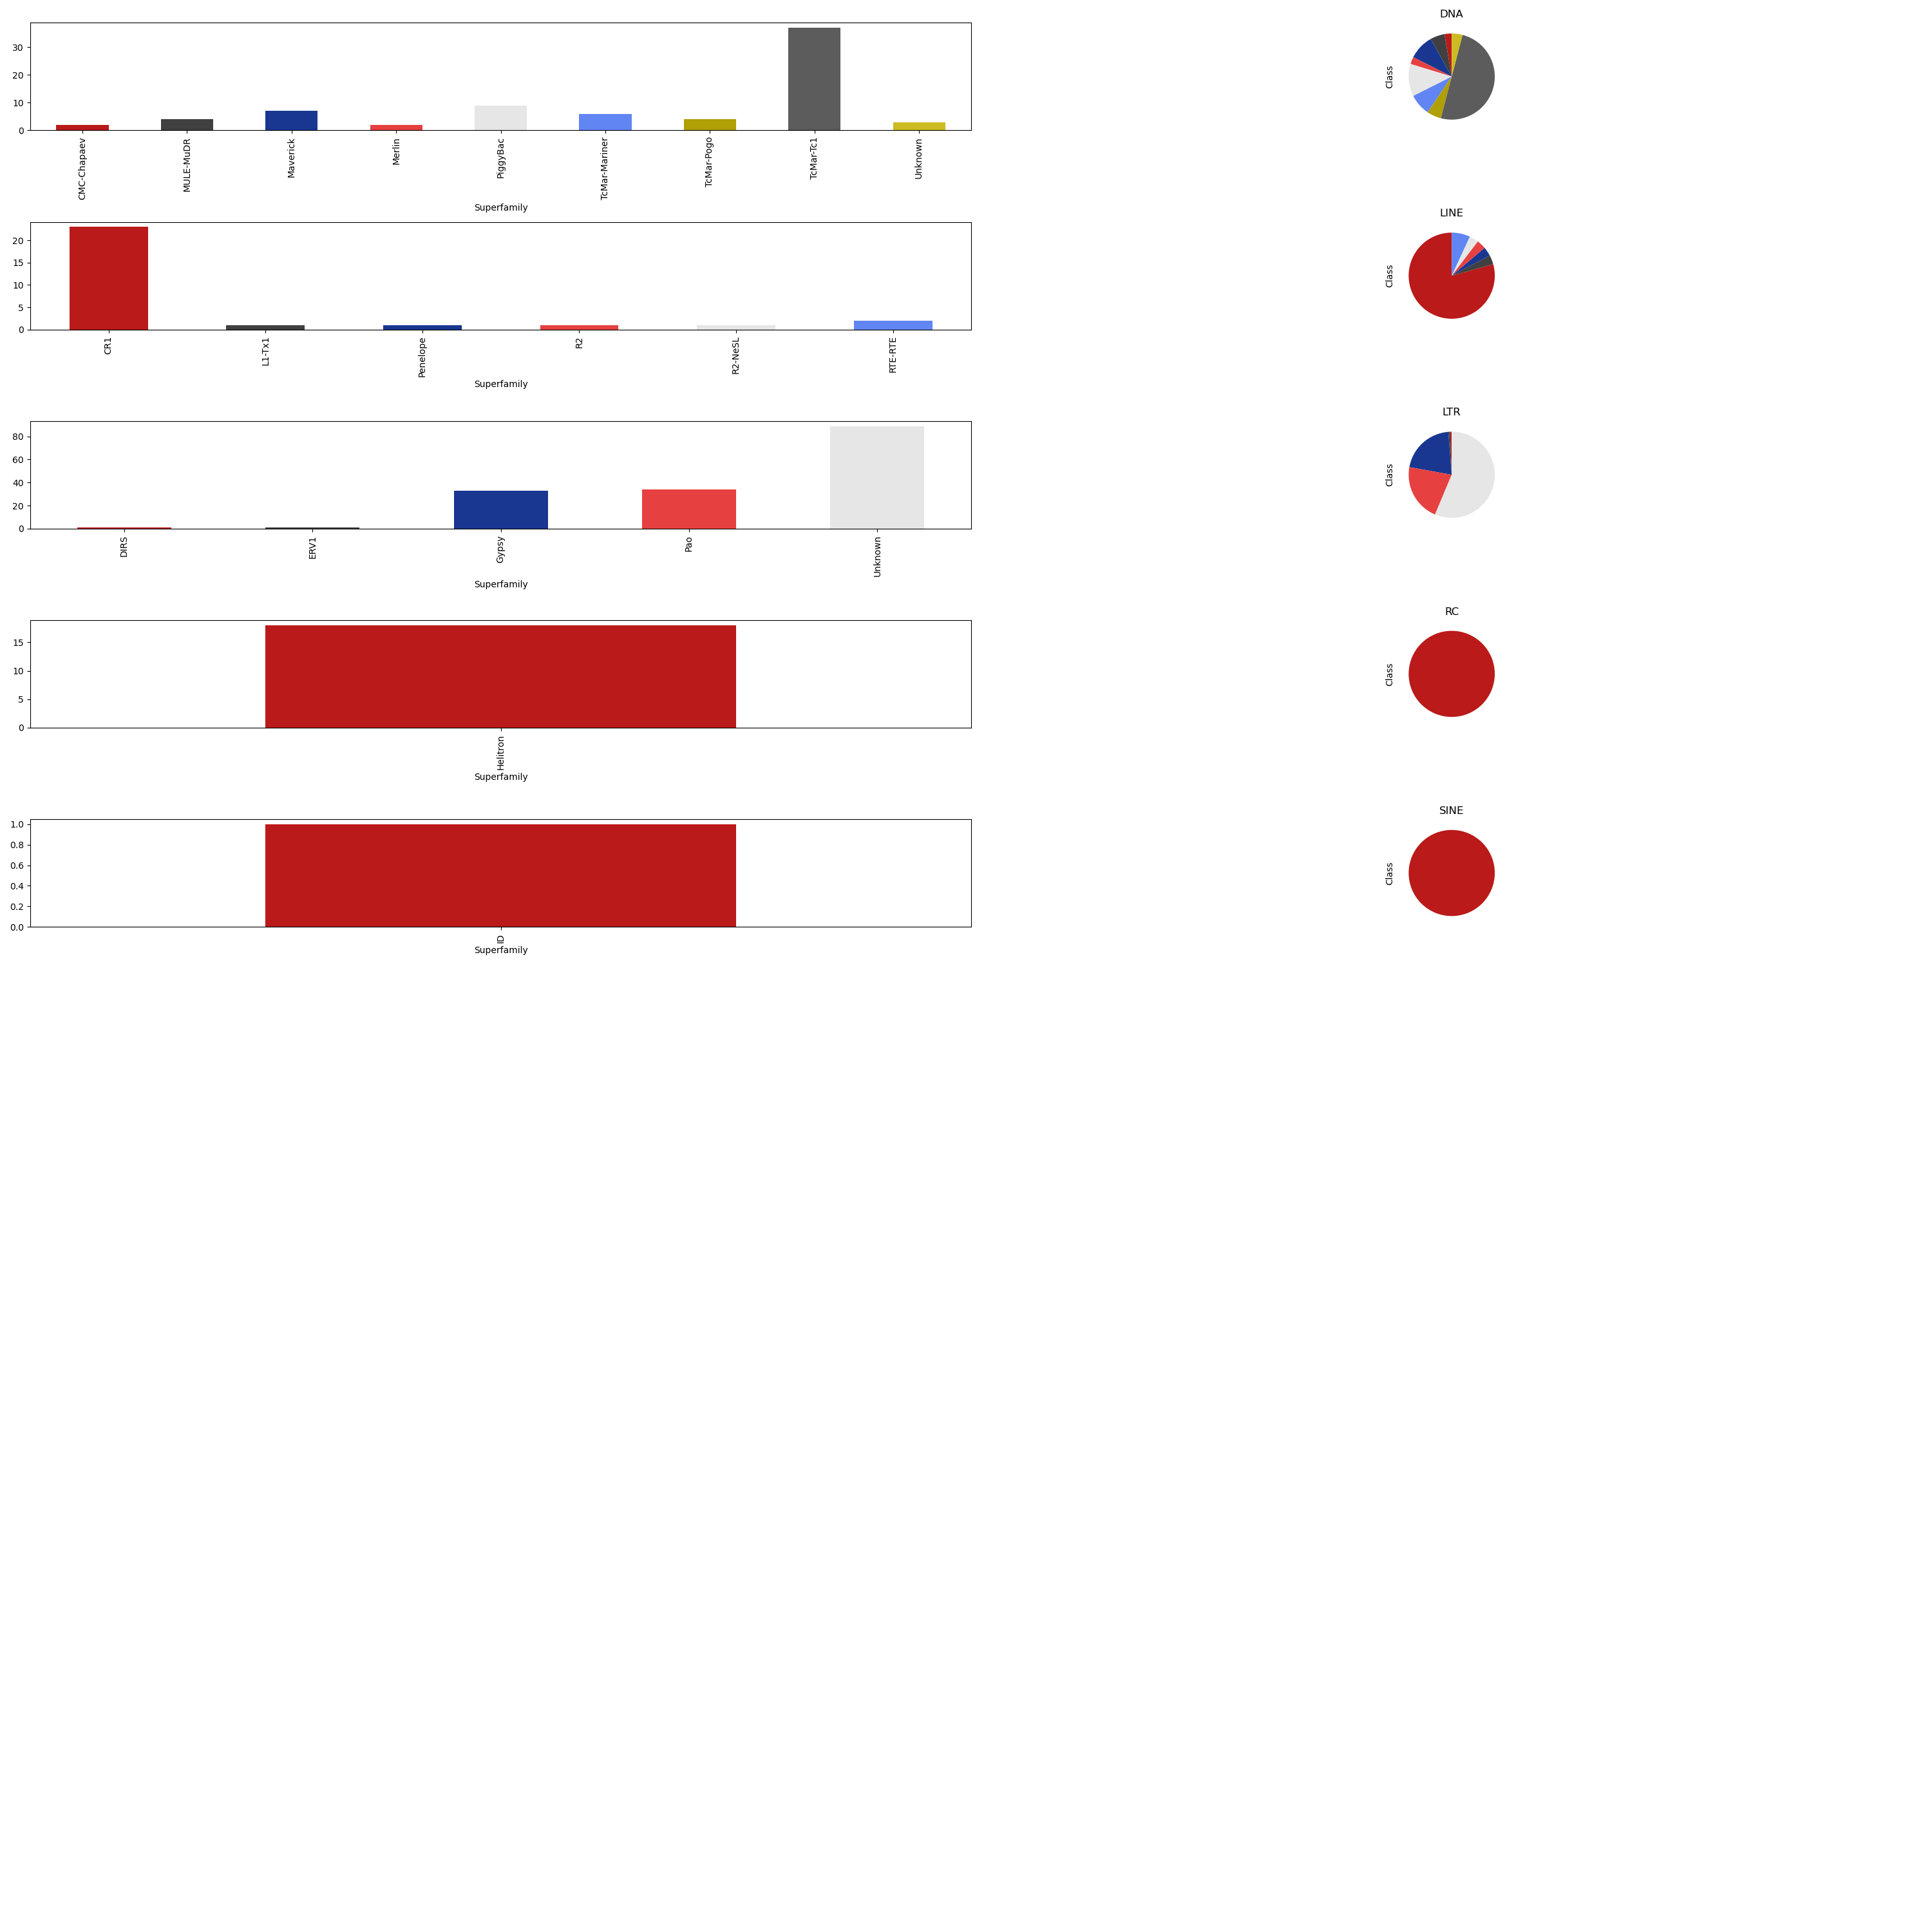 DNA
30
20
10
0
Class
CMC-Chapaev
MULE-MuDR
Maverick
Merlin
PiggyBac
TcMar-Mariner
TcMar-Pogo
TcMar-Tc1
Unknown
Superfamily
LINE
20
15
10
5
0
Class
CR1
L1-Tx1
Penelope
R2
R2-NeSL
RTE-RTE
Superfamily
LTR
80
60
40
20
0
Class
DIRS
ERV1
Gypsy
Pao
Unknown
Superfamily
RC
15
10
5
0
Class
Helitron
Superfamily
SINE
1.0
0.8
0.6
0.4
0.2
0.0
Class
ID
Superfamily